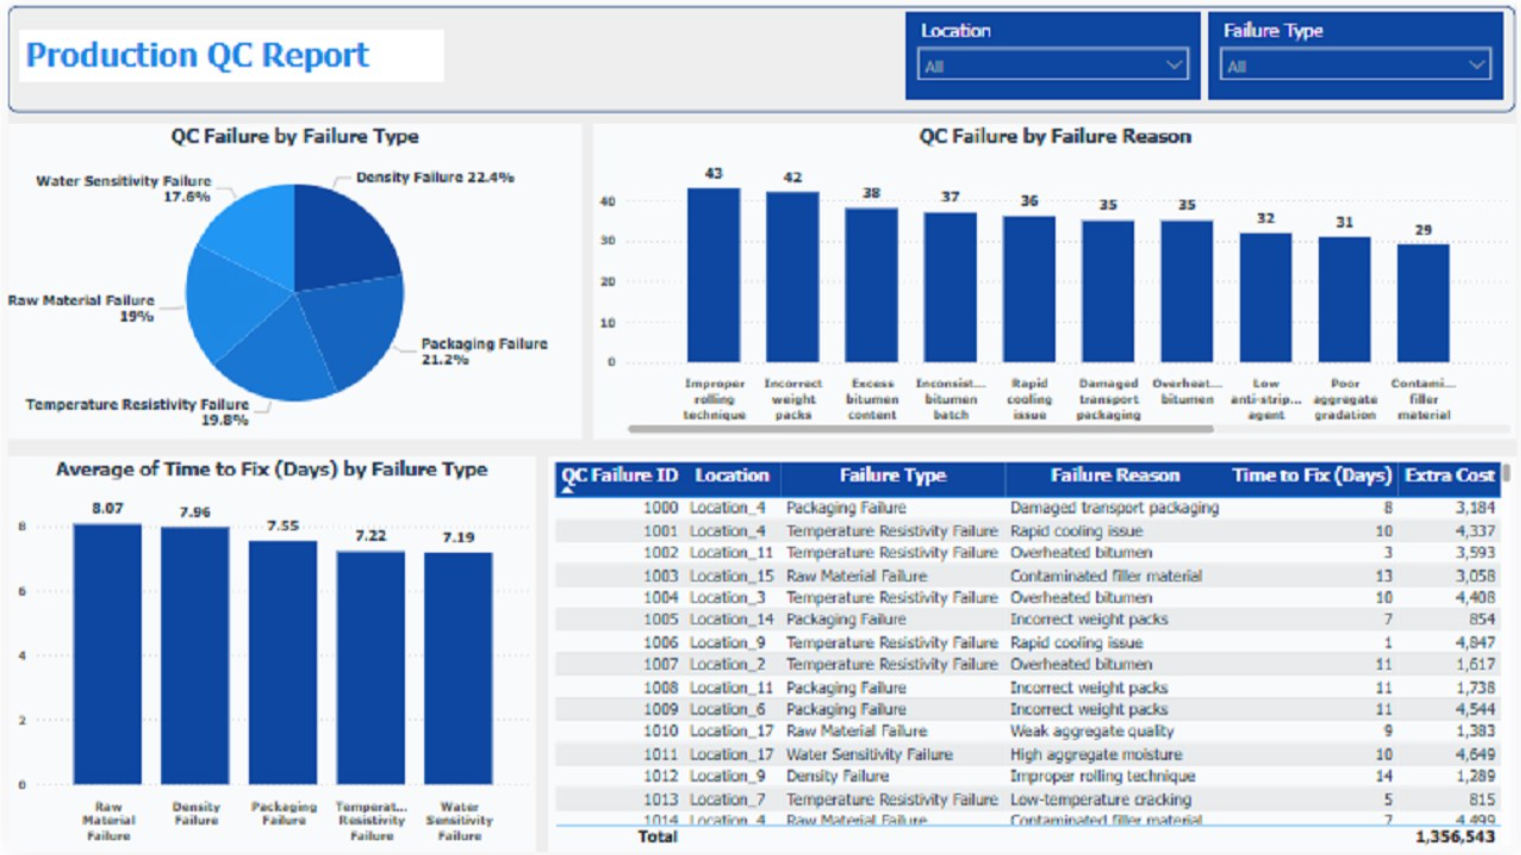 Production QC Report
Location
All
Failure Type
All
QC Failure by Failure Type
Water Sensitivity Failure
17.6%
Density Failure 22.4%
Raw Material Failure
19%
Packaging Failure
21.2%
Temperature Resistivity Failure
19.8%
QC Failure by Failure Reason
40
30
20
10
0
43
42
38
37
36
35
35
32
31
29
Improper
rolling
technique
Incorrect
weight
packs
Excess
bitumen
content
Inconsist...
bitumen
batch
Rapid
cooling
issue
Damaged
transport
packaging
Overheat...
bitumen
Low
anti-strip...
agent
Poor
aggregate
gradation
Contami...
filler
material
Average of Time to Fix (Days) by Failure Type
8
6
4
2
0
8.07
7.96
7.55
7.22
7.19
Raw
Material
Failure
Density
Failure
Packaging
Failure
Temperat...
Resistivity
Failure
Water
Sensitivity
Failure
QC Failure ID Location Failure Type Failure Reason Time to Fix (Days) Extra Cost
1000 Location_4 Packaging Failure Damaged transport packaging 8 3,184
1001 Location_4 Temperature Resistivity Failure Rapid cooling issue 10 4,337
1002 Location_11 Temperature Resistivity Failure Overheated bitumen 3 3,593
1003 Location_15 Raw Material Failure Contaminated filler material 13 3,058
1004 Location_3 Temperature Resistivity Failure Overheated bitumen 10 4,408
1005 Location_14 Packaging Failure Incorrect weight packs 7 854
1006 Location_9 Temperature Resistivity Failure Rapid cooling issue 1 4,847
1007 Location_2 Temperature Resistivity Failure Overheated bitumen 11 1,617
1008 Location_11 Packaging Failure Incorrect weight packs 11 1,738
1009 Location_6 Packaging Failure Incorrect weight packs 11 4,544
1010 Location_17 Raw Material Failure Weak aggregate quality 9 1,383
1011 Location_17 Water Sensitivity Failure High aggregate moisture 10 4,649
1012 Location_9 Density Failure Improper rolling technique 14 1,289
1013 Location_7 Temperature Resistivity Failure Low-temperature cracking 5 815
1014 Location_4 Raw Material Failure Contaminated filler material 7 4,499
Total 1,356,543